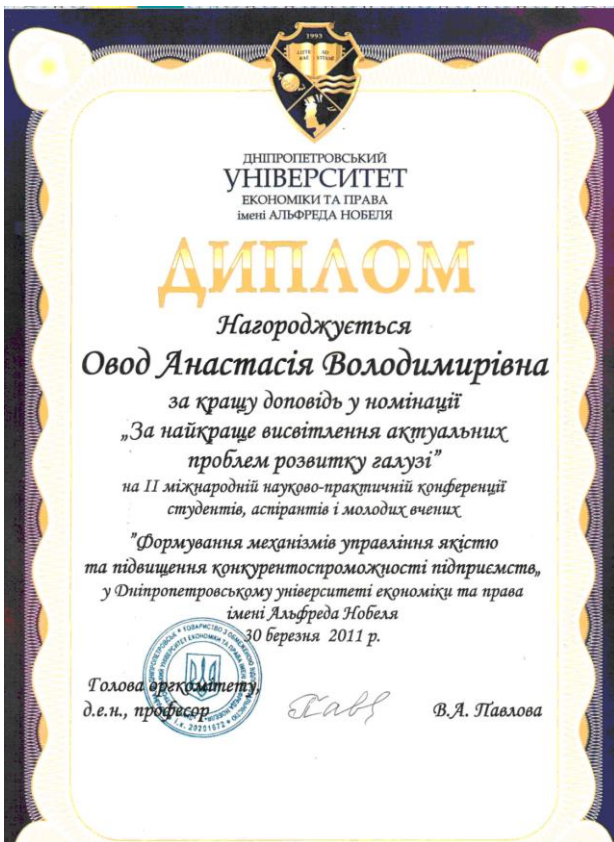 1993
ДНІПРОПЕТРОВСЬКИЙ
УНІВЕРСИТЕТ
ЕКОНОМІКИ ТА ПРАВА
імені АЛЬФРЕДА НОБЕЛЯ
ДИПЛОМ
Нагороджується
Овод Анастасія Володимирівна
за кращу доповідь у номінації
„За найкраще висвітлення актуальних
проблем розвитку галузі”
на ІІ міжнародній науково-практичній конференції
студентів, аспірантів і молодих вчених
”Формування механізмів управління якістю
та підвищення конкурентоспроможності підприємств„
у Дніпропетровському університеті економіки та права
імені Альфреда Нобеля
30 березня 2011 р.
Голова оргкомітету,
д.е.н., професор
В.А. Павлова